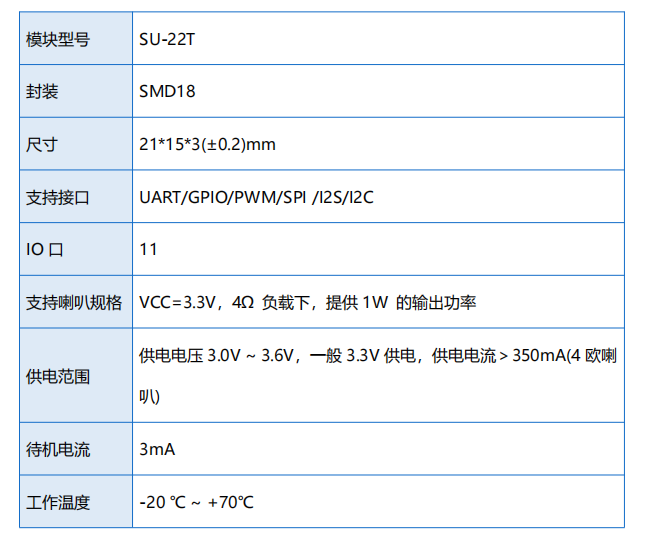 模块型号 SU-22T
封装 SMD18
尺寸 21*15*3(±0.2)mm
支持接口 UART/GPIO/PWM/SPI /I2S/I2C
IO 口 11
支持喇叭规格 VCC=3.3V，4Ω 负载下，提供 1W 的输出功率
供电范围 供电电压 3.0V ~ 3.6V，一般 3.3V 供电，供电电流＞350mA(4 欧喇
叭)
待机电流 3mA
工作温度 -20 ℃ ~ +70℃